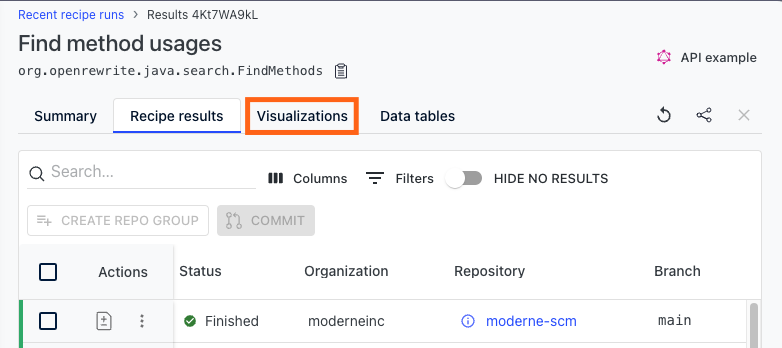 Recent recipe runs > Results 4Kt7WA9kL
Find method usages
org.openrewrite.java.search.FindMethods
API example
Summary Recipe results Visualizations Data tables
Search... Columns Filters HIDE NO RESULTS
CREATE REPO GROUP COMMIT
Actions Status Organization Repository Branch
Finished moderneinc moderne-scm main